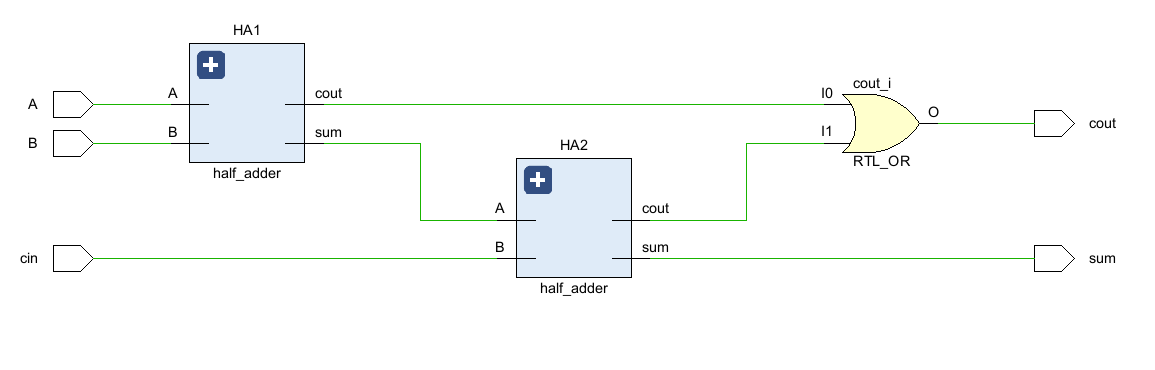 HA1
A
A
cout
B
B
sum
half_adder
HA2
A
cout
cin
B
sum
half_adder
cout_i
I0
I1
O
RTL_OR
cout
sum